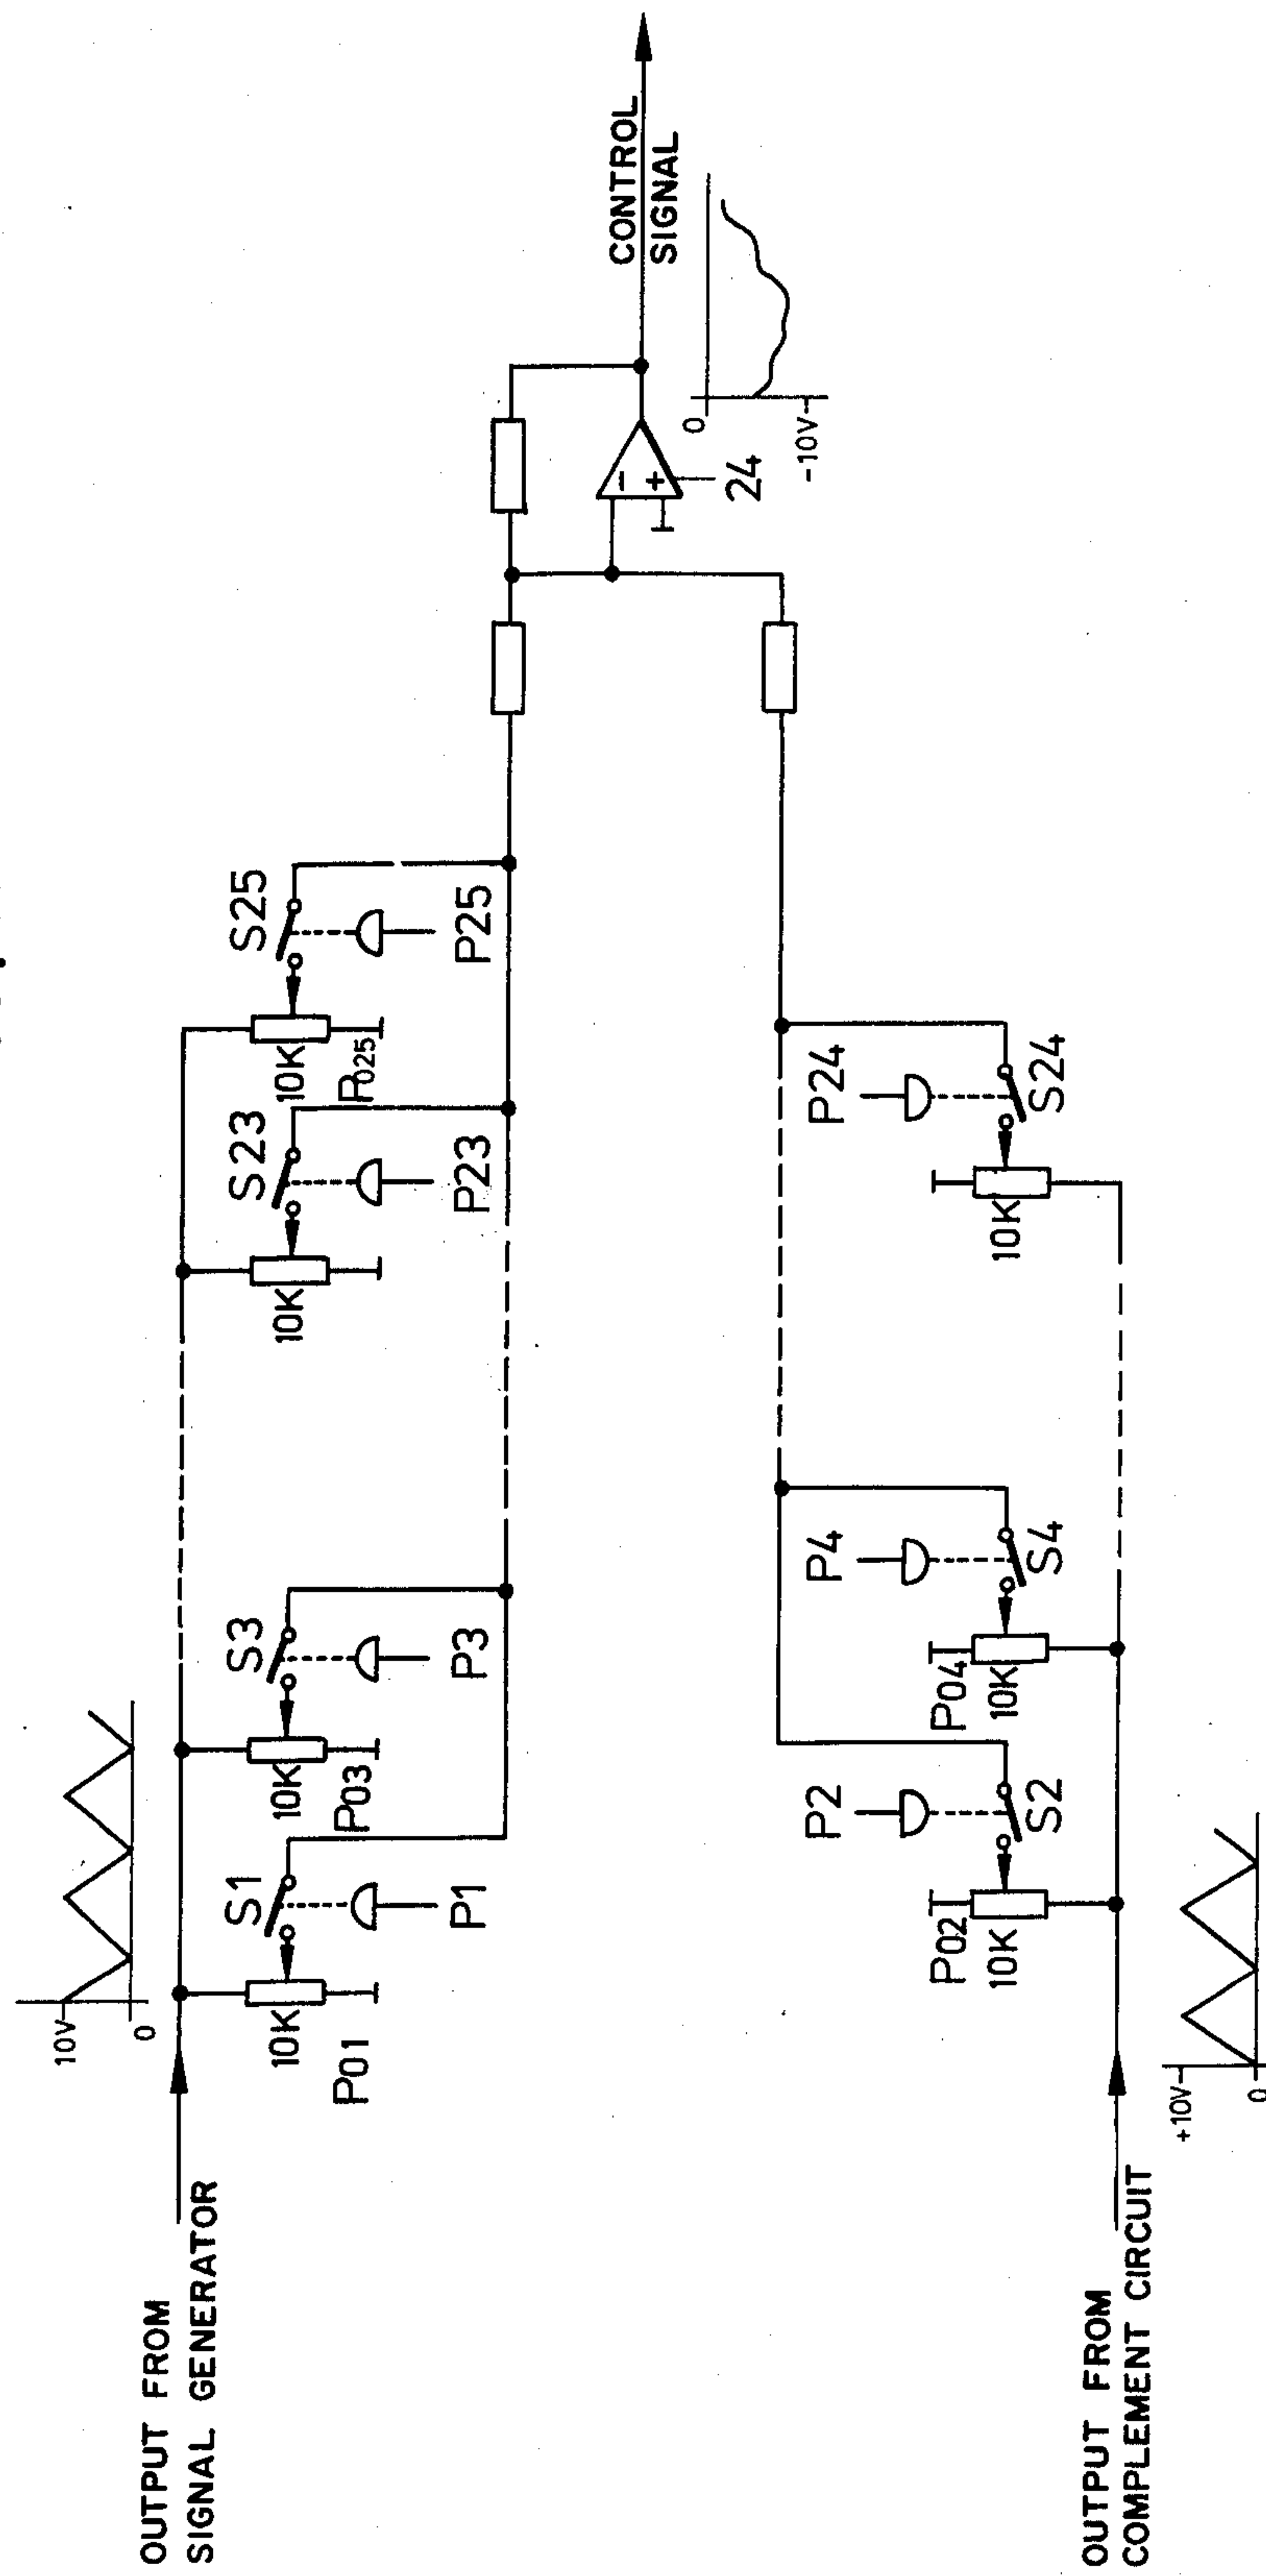 OUTPUT FROM
SIGNAL GENERATOR
10V
0
10K
P01
S1
P1
10K
P03
S3
P3
10K
S23
P23
10K
P025
S25
P25
CONTROL
SIGNAL
24
0
-10V
OUTPUT FROM
COMPLEMENT CIRCUIT
+10V
0
P02
10K
P2
S2
P04
10K
P4
S4
10K
P24
S24